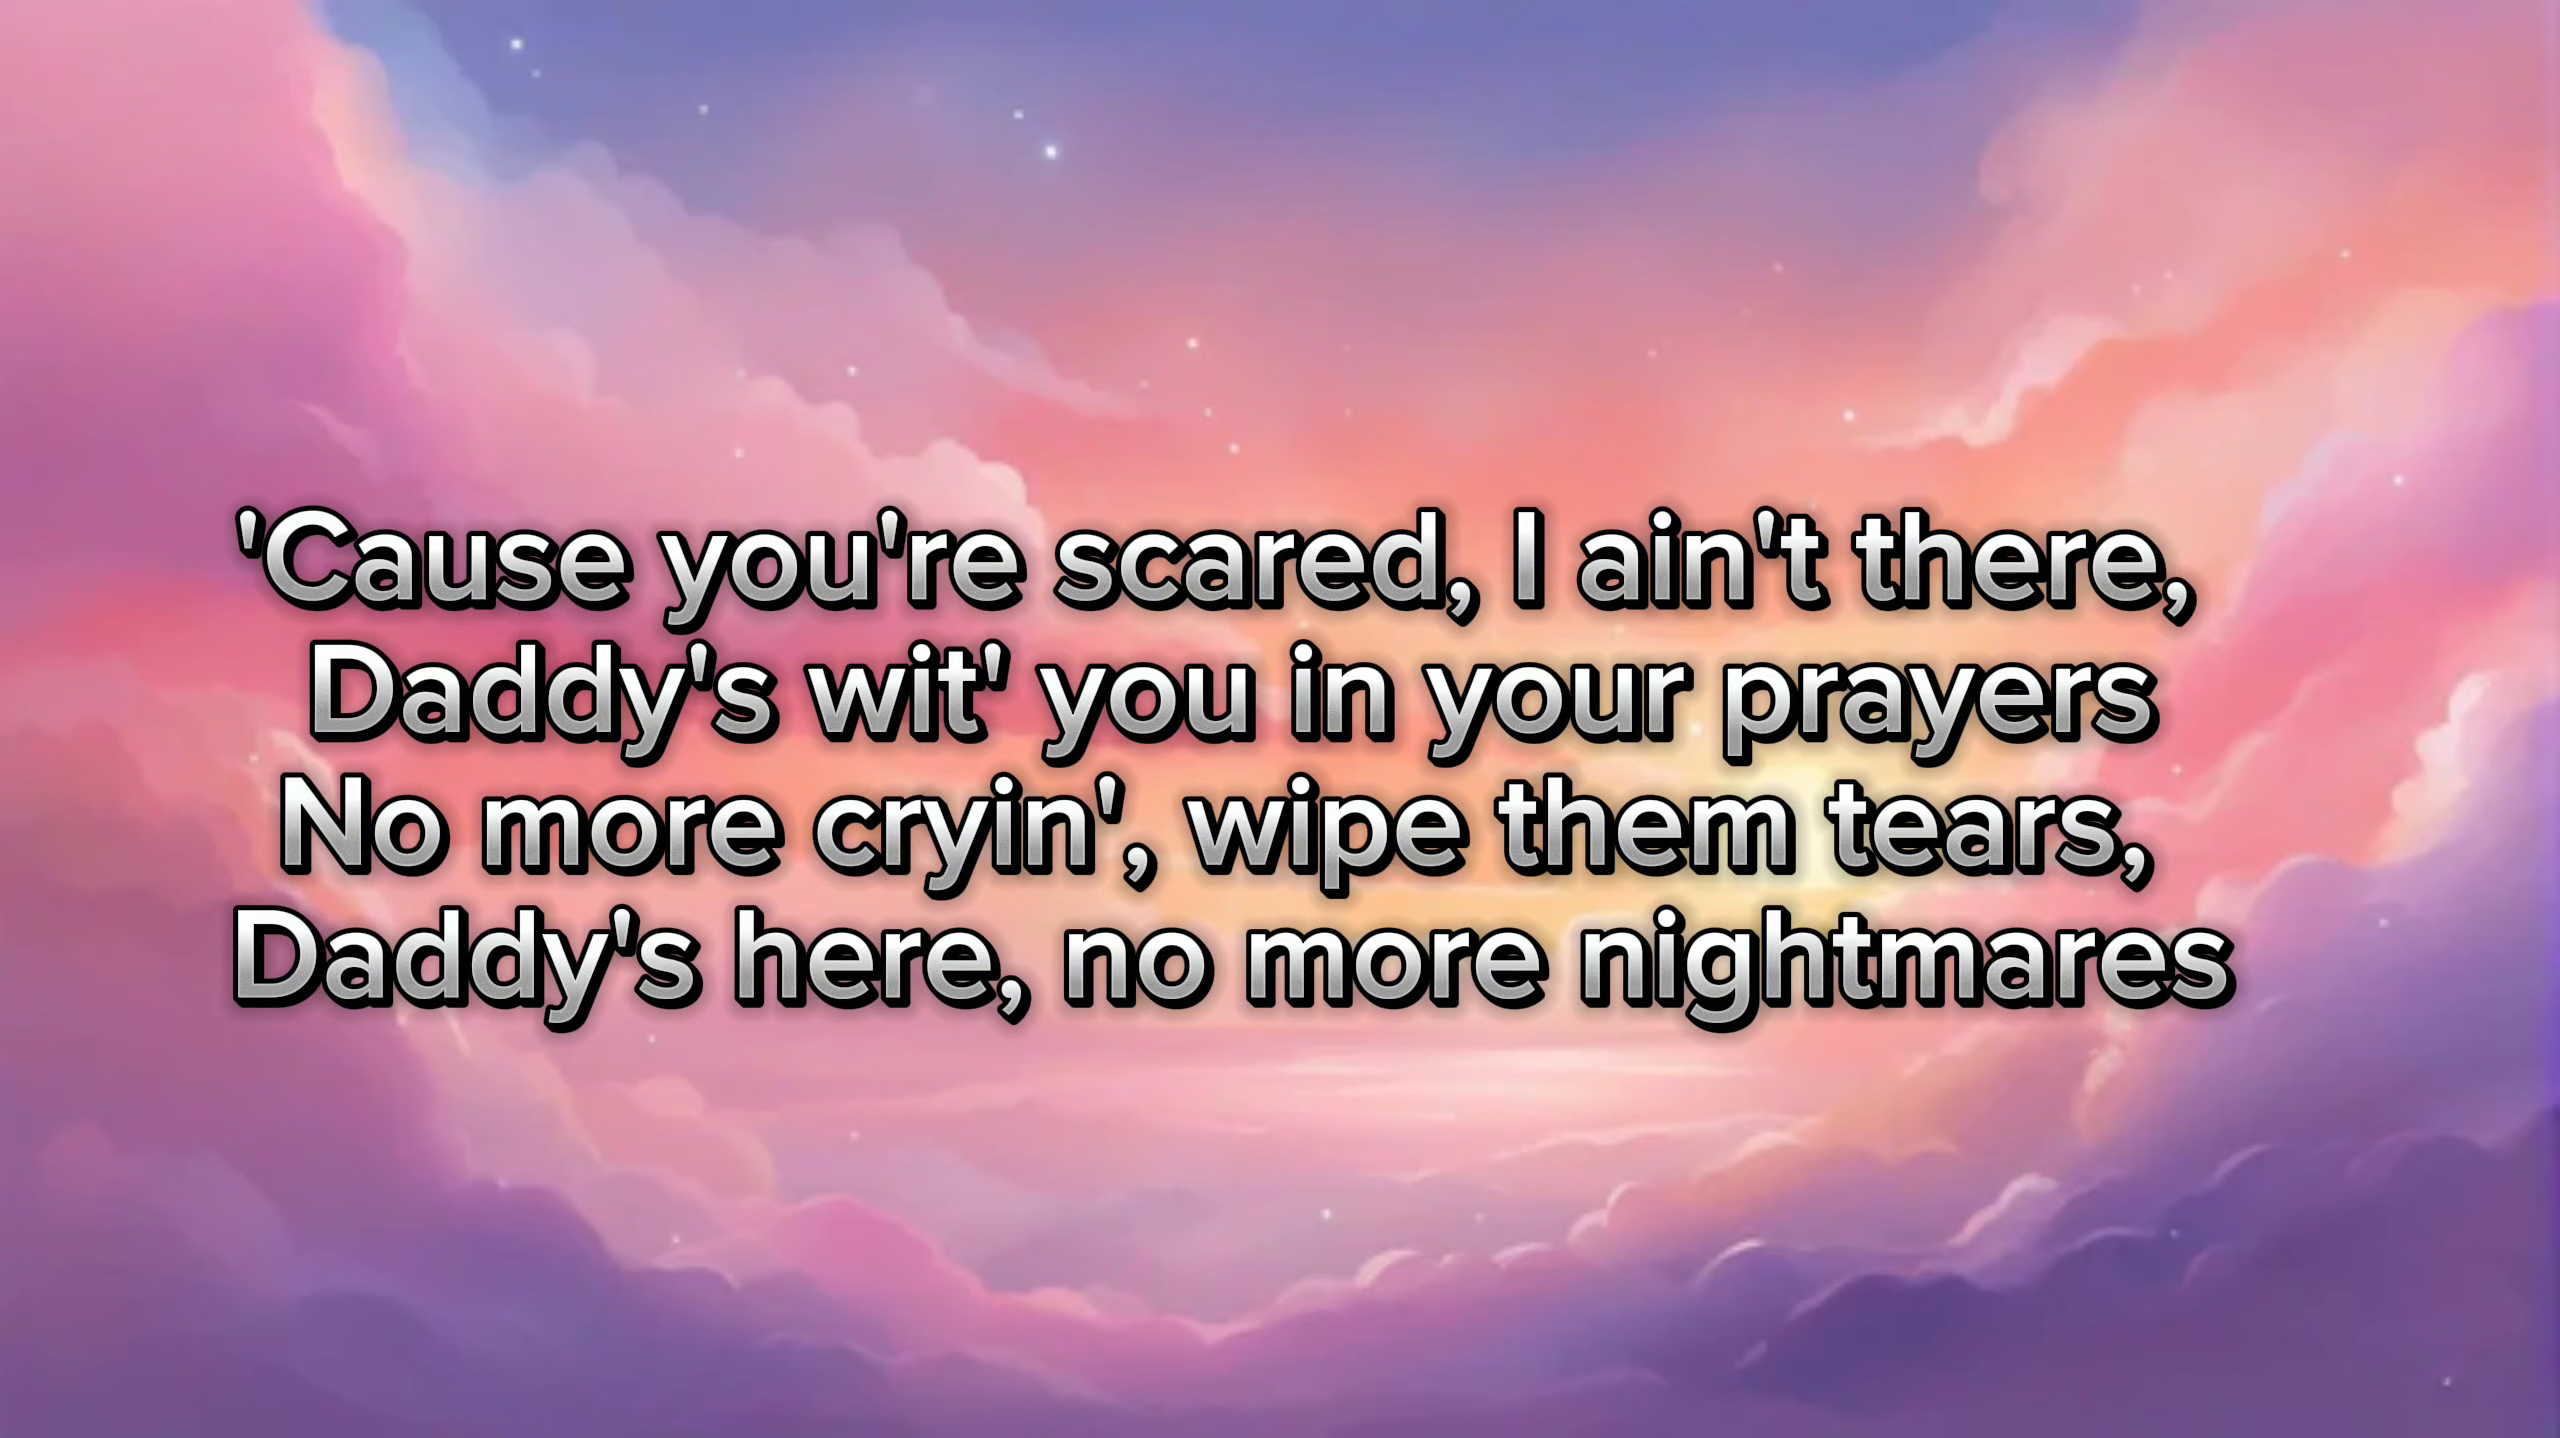 'Cause you're scared, I ain't there,
Daddy's wit' you in your prayers
No more cryin', wipe them tears,
Daddy's here, no more nightmares